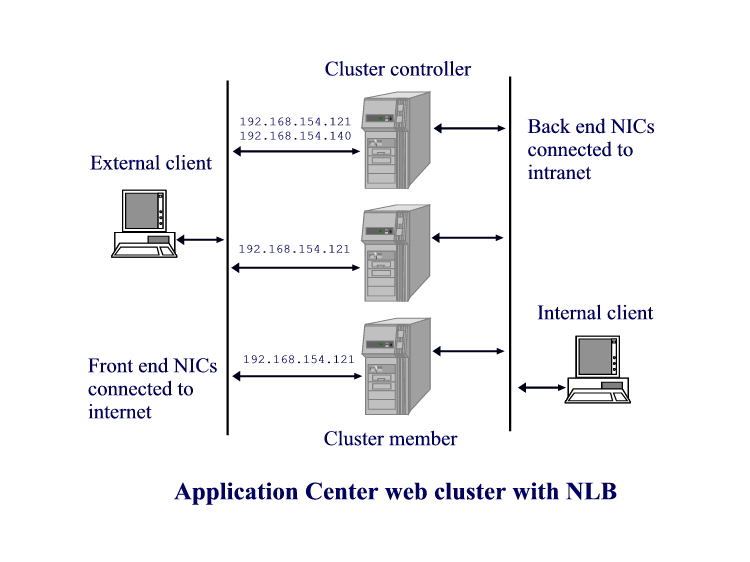 Cluster controller
192.168.154.121
192.168.154.140
Back end NICs
connected to
intranet
External client
192.168.154.121
Internal client
192.168.154.121
Front end NICs
connected to
internet
Cluster member
Application Center web cluster with NLB